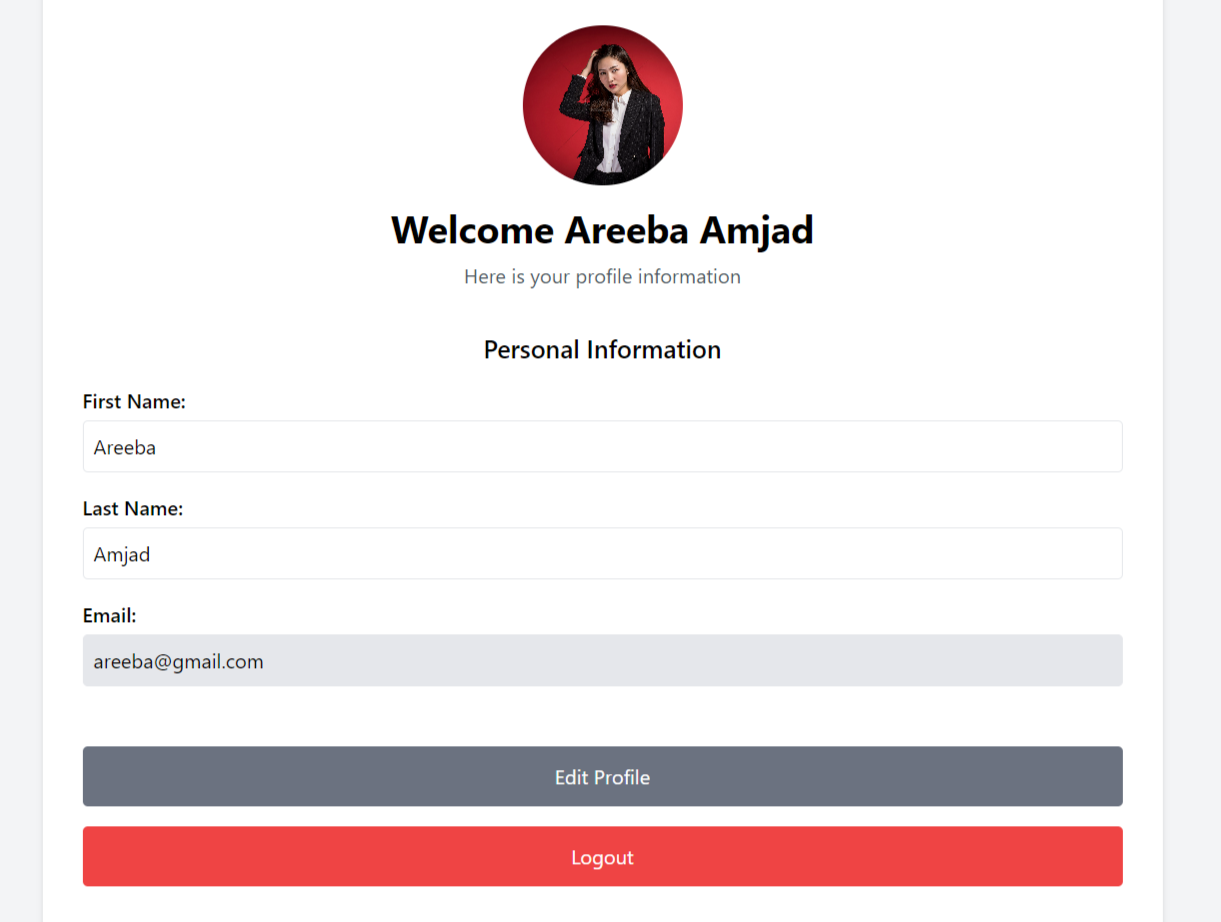 Welcome Areeba Amjad
Here is your profile information
Personal Information
First Name:
Areeba
Last Name:
Amjad
Email:
areeba@gmail.com
Edit Profile
Logout